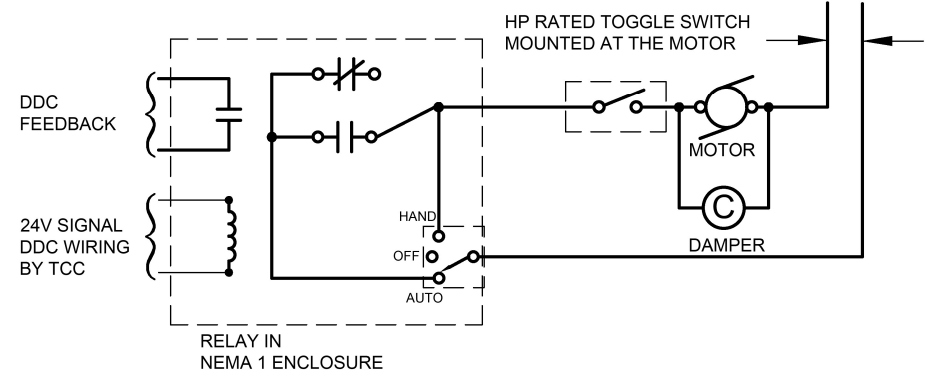 HP RATED TOGGLE SWITCH
MOUNTED AT THE MOTOR
DDC
FEEDBACK
MOTOR
24V SIGNAL
DDC WIRING
BY TCC
HAND
OFF
AUTO
C
DAMPER
RELAY IN
NEMA 1 ENCLOSURE